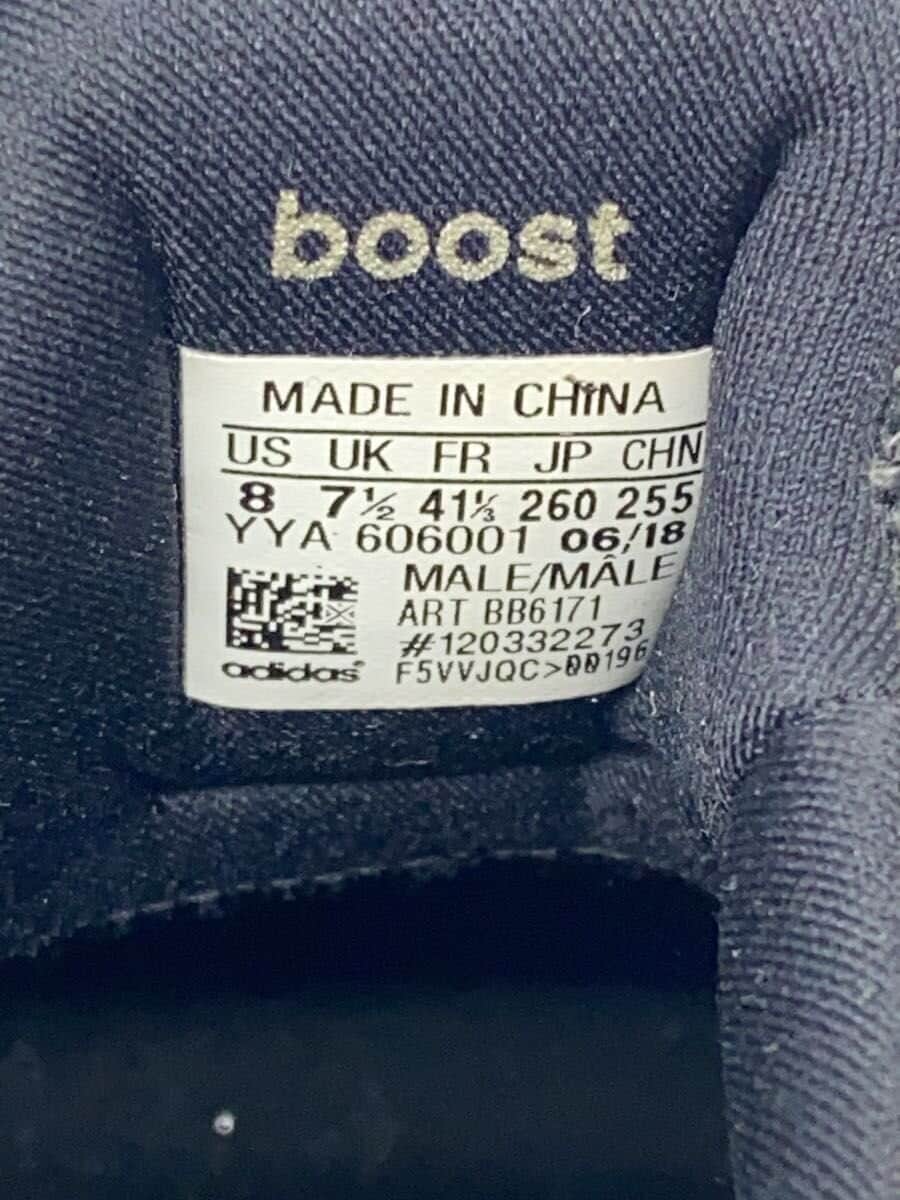 boost
MADE IN CHINA
US UK FR JP CHN
8 7½ 41⅓ 260 255
YYA 606001 06/18
MALE/MÂLE
ART BB6171
#120332273
adidas F5VVJQC>00196